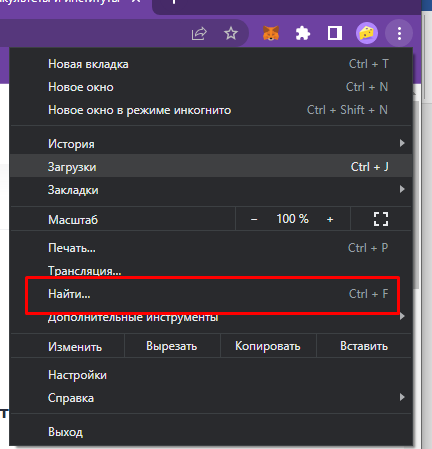 культеты и институты
Новая вкладка Ctrl + T
Новое окно Ctrl + N
Новое окно в режиме инкогнито Ctrl + Shift + N
История
Загрузки Ctrl + J
Закладки
Масштаб − 100 % +
Печать... Ctrl + P
Трансляция...
Найти... Ctrl + F
Дополнительные инструменты
Изменить Вырезать Копировать Вставить
Настройки
Справка
т
Выход